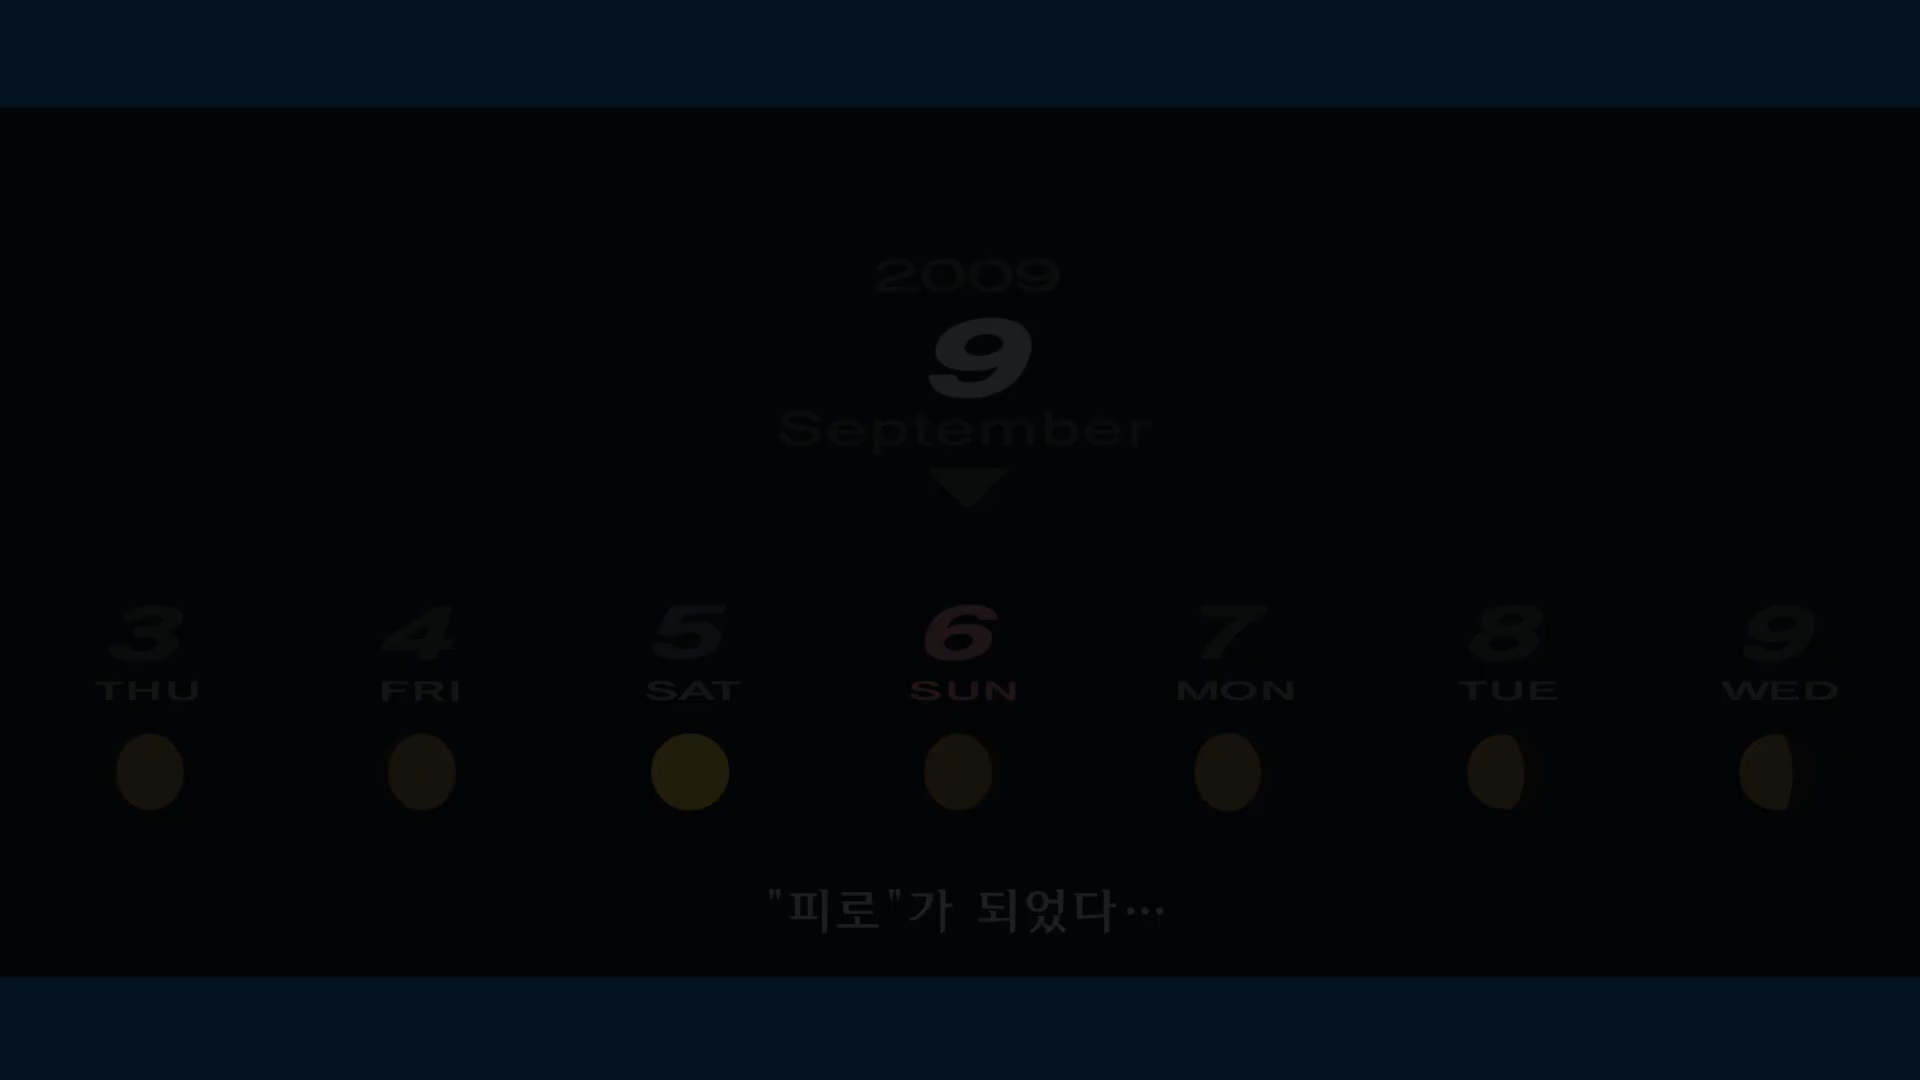 2009
9
September
3 4 5 6 7 8 9
THU FRI SAT SUN MON TUE WED
"피로"가 되었다…